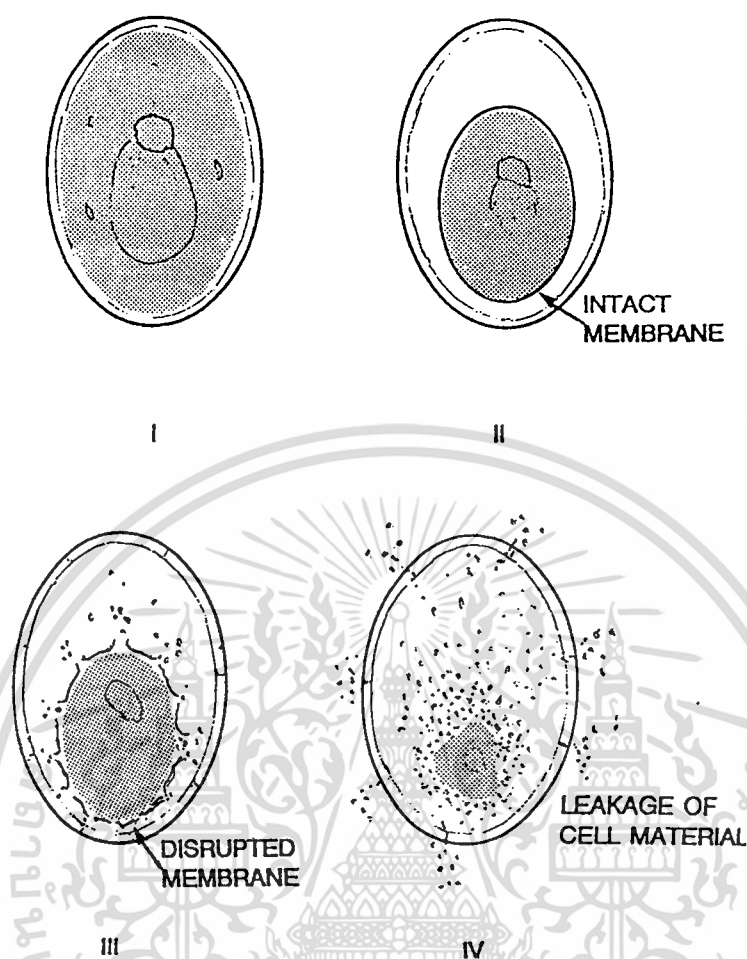 INTACT
MEMBRANE
I
II
DISRUPTED
MEMBRANE
LEAKAGE OF
CELL MATERIAL
III
IV